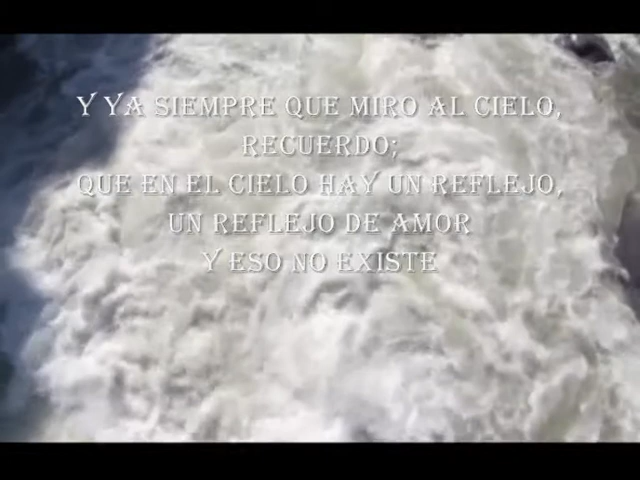 Y YA SIEMPRE QUE MIRO AL CIELO,
RECUERDO;
QUE EN EL CIELO HAY UN REFLEJO,
UN REFLEJO DE AMOR
Y ESO NO EXISTE